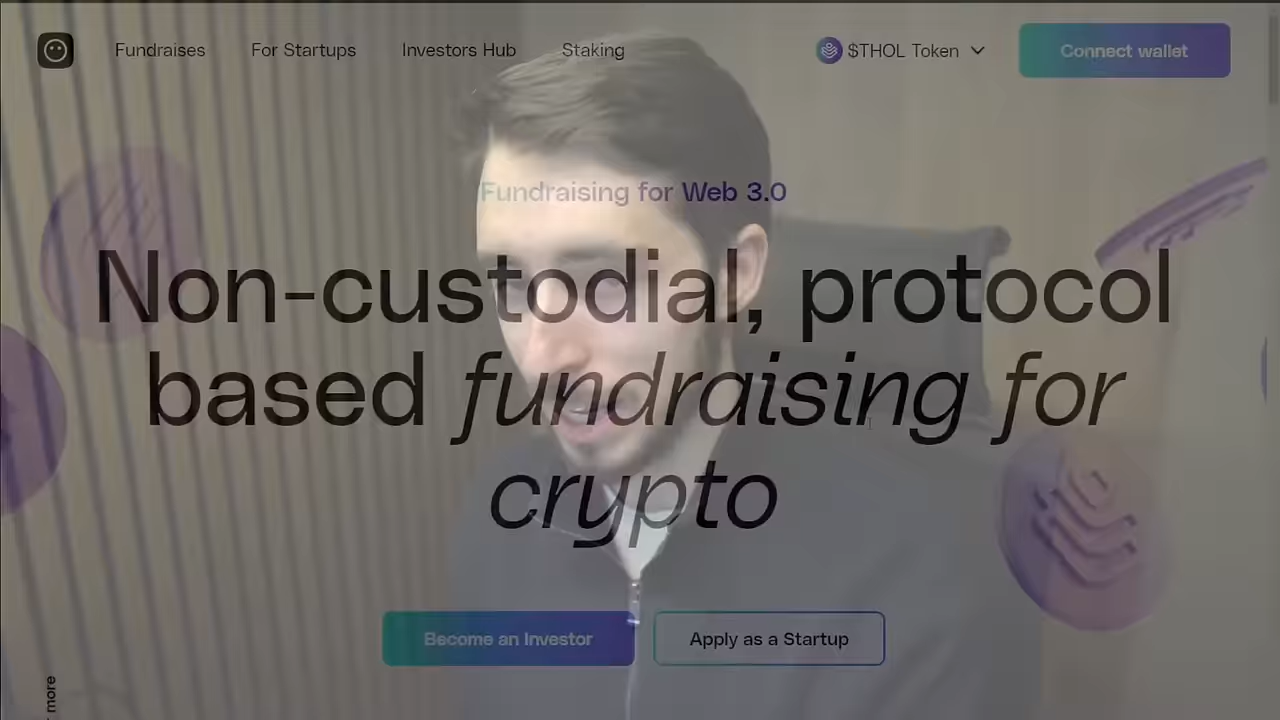 Fundraises For Startups Investors Hub Staking $THOL Token Connect wallet
Fundraising for Web 3.0
Non-custodial, protocol
based fundraising for
crypto
Become an Investor Apply as a Startup
more